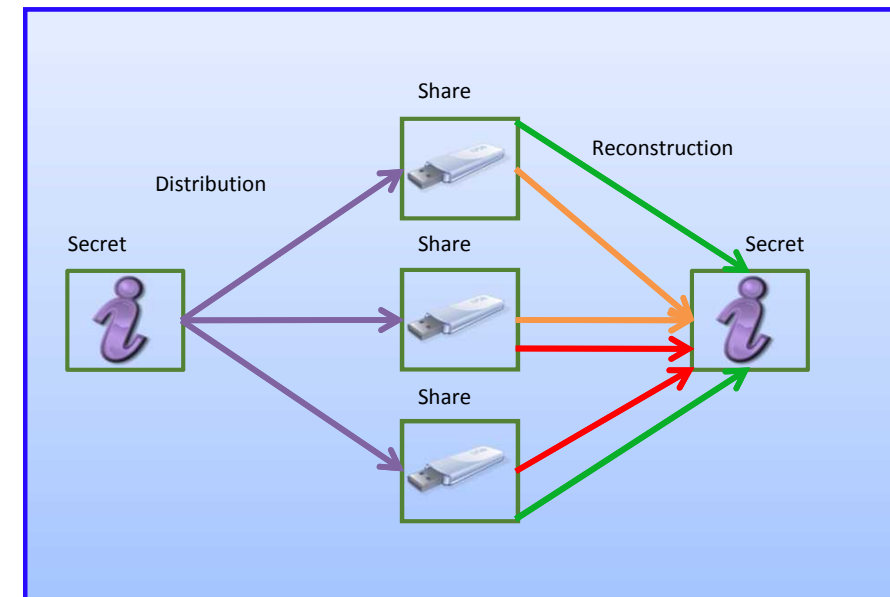 Share
Reconstruction
Distribution
Secret
Share
Secret
Share